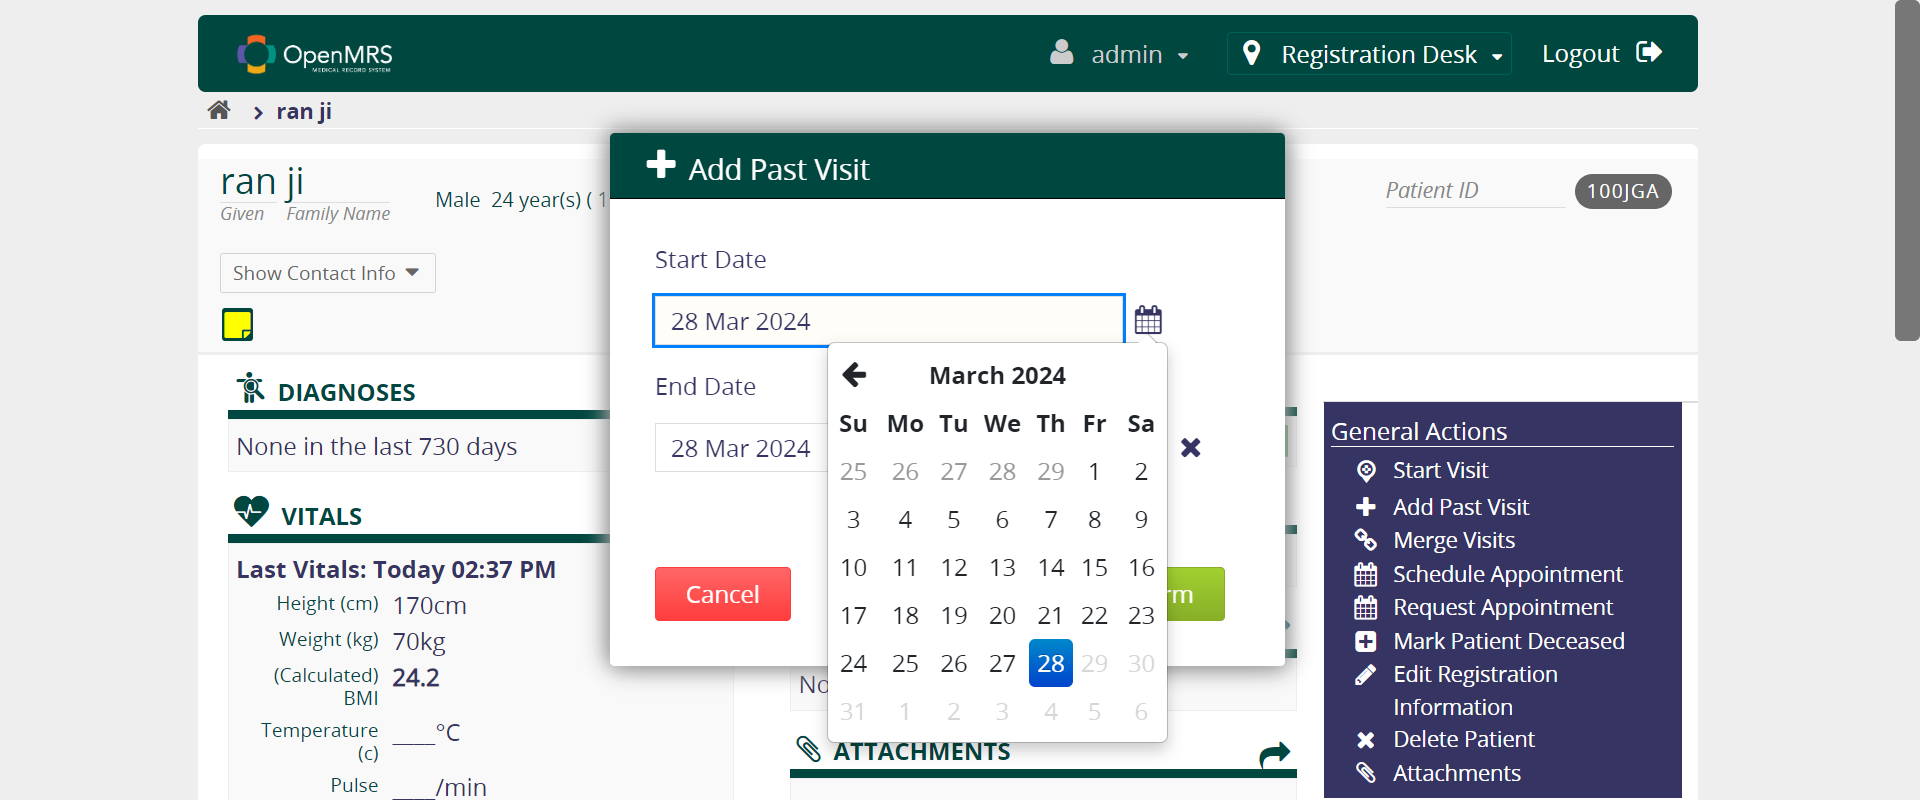 OpenMRS
MEDICAL RECORD SYSTEM
admin
Registration Desk
Logout
ran ji
ran ji
Given Family Name
Male 24 year(s) ( 1
Patient ID
100JGA
Show Contact Info
Add Past Visit
Start Date
28 Mar 2024
End Date
28 Mar 2024
Cancel
rm
March 2024
Su Mo Tu We Th Fr Sa
25 26 27 28 29 1 2
3 4 5 6 7 8 9
10 11 12 13 14 15 16
17 18 19 20 21 22 23
24 25 26 27 28 29 30
31 1 2 3 4 5 6
DIAGNOSES
None in the last 730 days
VITALS
Last Vitals: Today 02:37 PM
Height (cm) 170cm
Weight (kg) 70kg
(Calculated) 24.2
BMI
Temperature ____°C
(c)
Pulse ____/min
No
ATTACHMENTS
General Actions
Start Visit
Add Past Visit
Merge Visits
Schedule Appointment
Request Appointment
Mark Patient Deceased
Edit Registration
Information
Delete Patient
Attachments